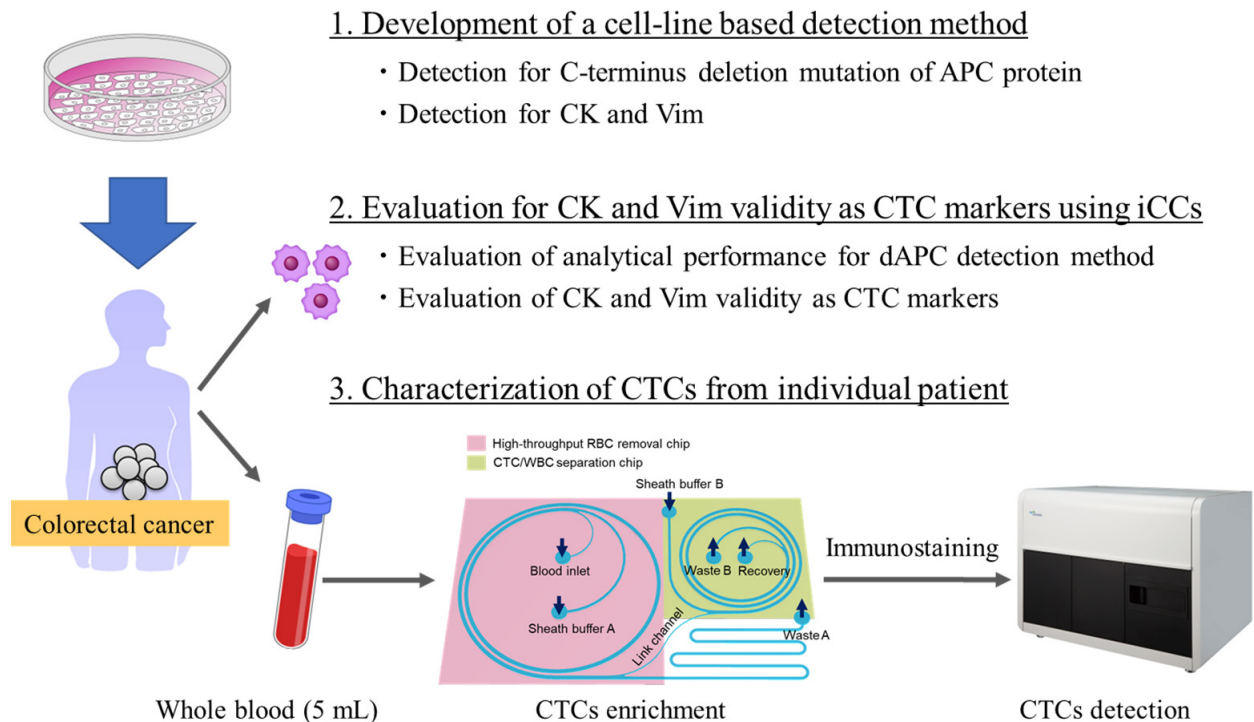 1. Development of a cell-line based detection method
・Detection for C-terminus deletion mutation of APC protein
・Detection for CK and Vim
2. Evaluation for CK and Vim validity as CTC markers using iCCs
・Evaluation of analytical performance for dAPC detection method
・Evaluation of CK and Vim validity as CTC markers
3. Characterization of CTCs from individual patient
High-throughput RBC removal chip
CTC/WBC separation chip
Sheath buffer B
Colorectal cancer
Blood inlet
Waste B
Recovery
Sheath buffer A
Link channel
Waste A
Immunostaining
Whole blood (5 mL)
CTCs enrichment
CTCs detection